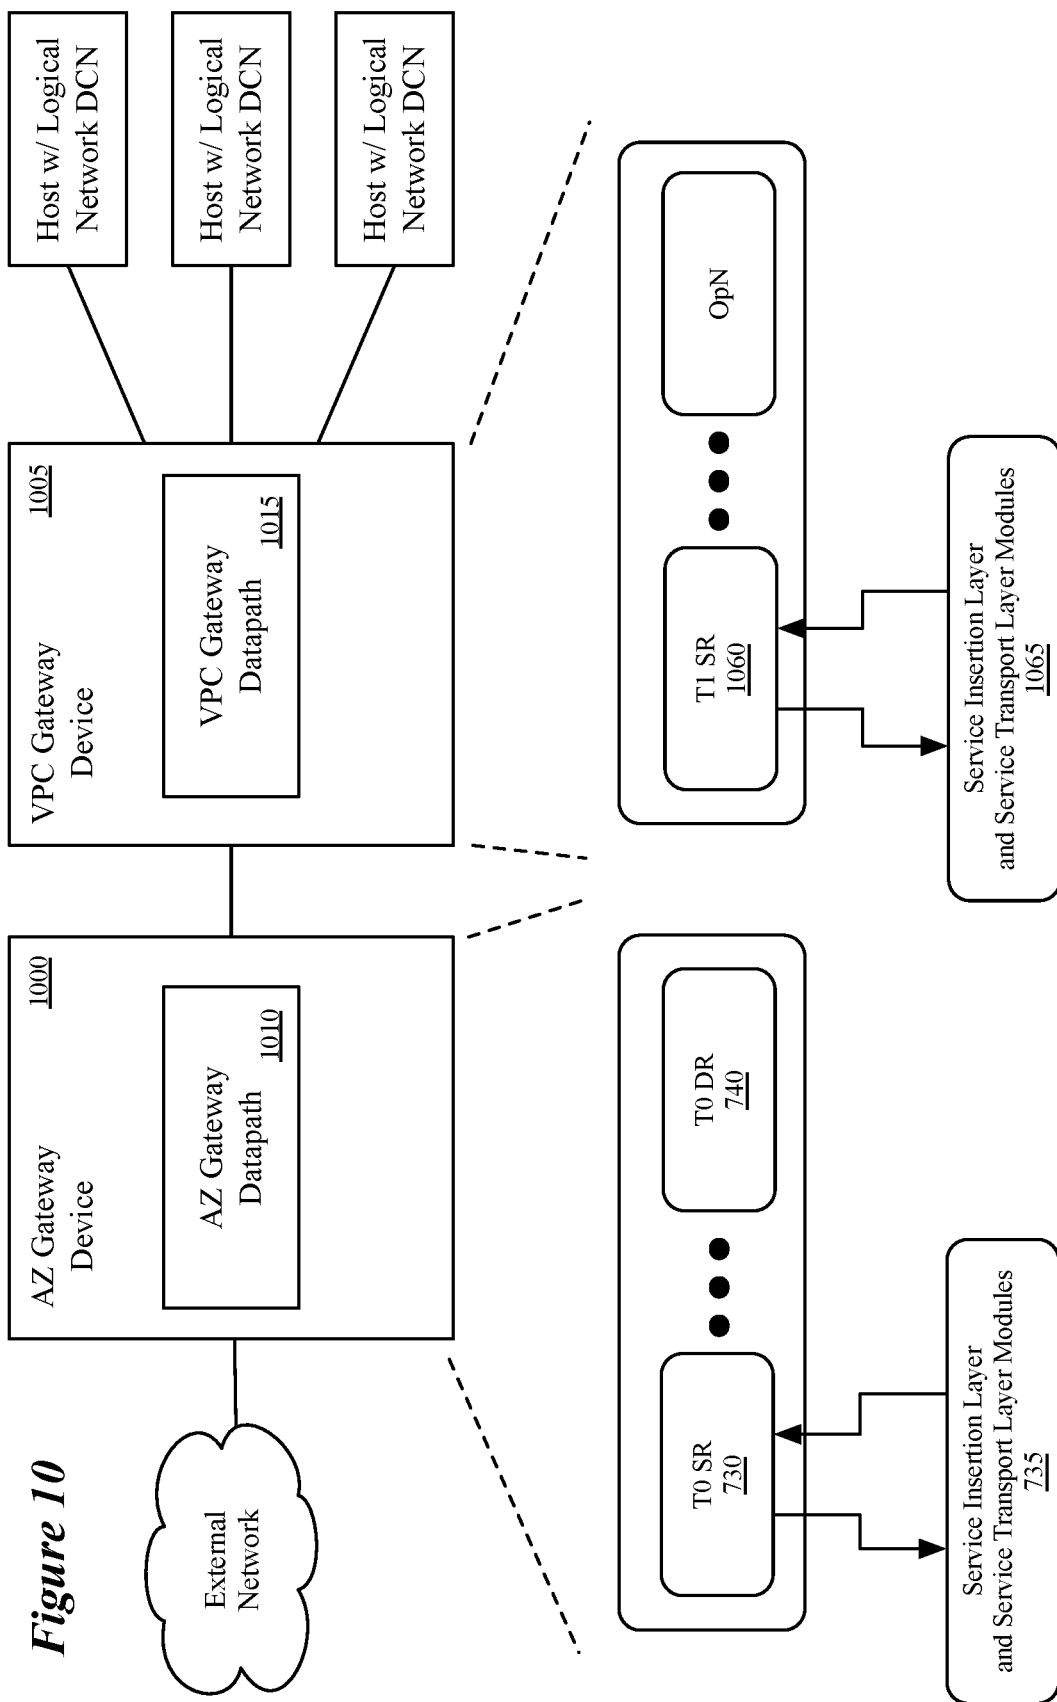 Figure 10
External
Network
AZ Gateway
Device
1000
AZ Gateway
Datapath
1010
VPC Gateway
Device
1005
VPC Gateway
Datapath
1015
Host w/ Logical
Network DCN
Host w/ Logical
Network DCN
Host w/ Logical
Network DCN
T0 SR
730
T0 DR
740
Service Insertion Layer
and Service Transport Layer Modules
735
T1 SR
1060
OpN
Service Insertion Layer
and Service Transport Layer Modules
1065